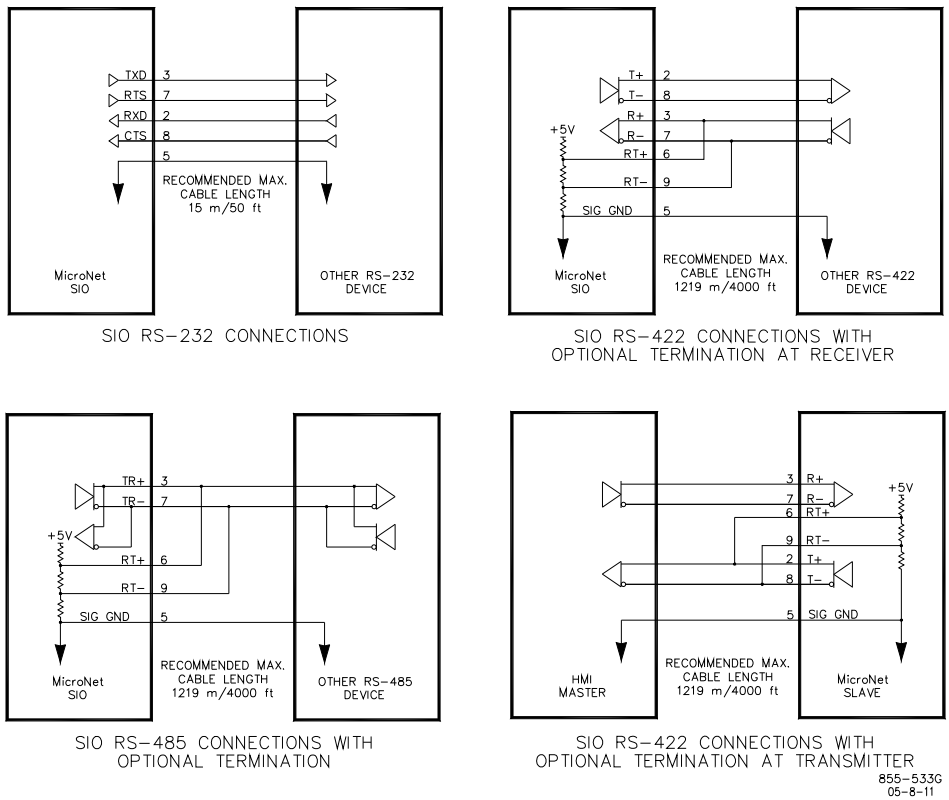 TXD 3
RTS 7
RXD 2
CTS 8
5
RECOMMENDED MAX.
CABLE LENGTH
15 m/50 ft
MicroNet
SIO
OTHER RS-232
DEVICE
SIO RS-232 CONNECTIONS
T+ 2
T- 8
R+ 3
+5V
R- 7
RT+ 6
RT- 9
SIG GND 5
RECOMMENDED MAX.
CABLE LENGTH
1219 m/4000 ft
MicroNet
SIO
OTHER RS-422
DEVICE
SIO RS-422 CONNECTIONS WITH
OPTIONAL TERMINATION AT RECEIVER
TR+ 3
TR- 7
+5V
RT+ 6
RT- 9
SIG GND 5
RECOMMENDED MAX.
CABLE LENGTH
1219 m/4000 ft
MicroNet
SIO
OTHER RS-485
DEVICE
SIO RS-485 CONNECTIONS WITH
OPTIONAL TERMINATION
3 R+
+5V
7 R-
6 RT+
9 RT-
2 T+
8 T-
5 SIG GND
RECOMMENDED MAX.
CABLE LENGTH
1219 m/4000 ft
HMI
MASTER
MicroNet
SLAVE
SIO RS-422 CONNECTIONS WITH
OPTIONAL TERMINATION AT TRANSMITTER
855-533G
05-8-11